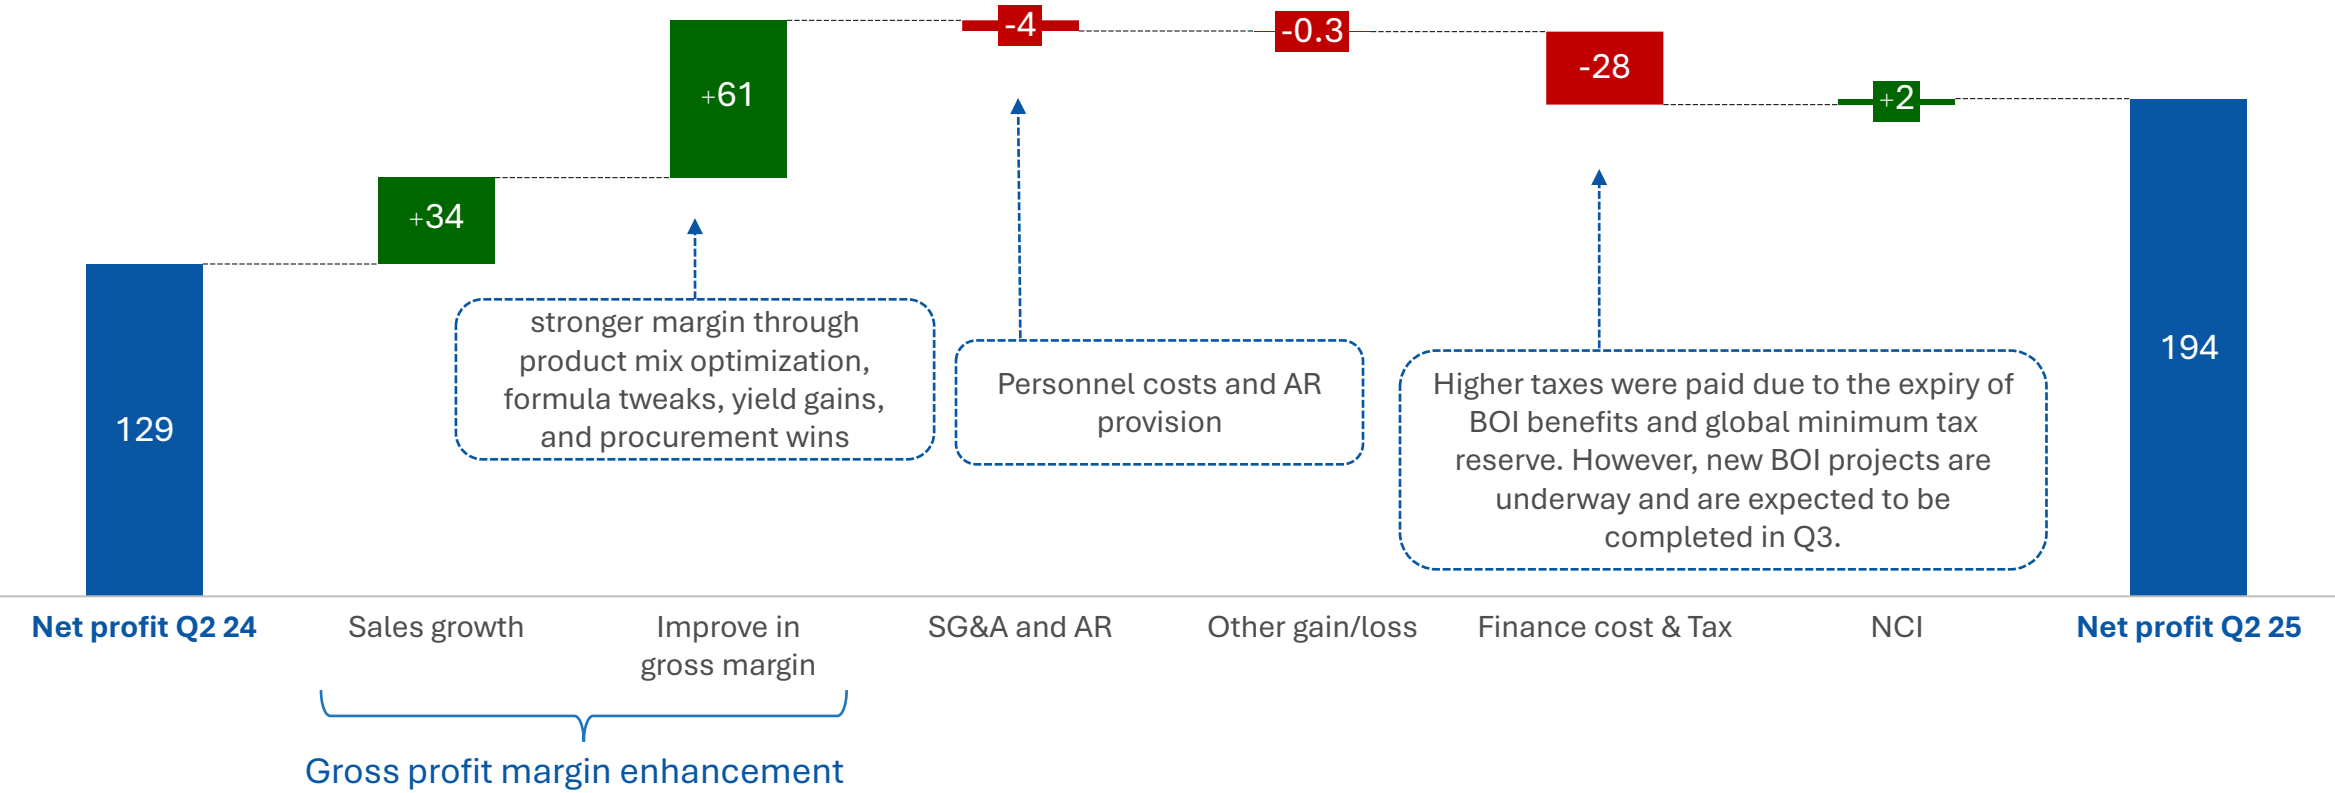 +61
-4
-0.3
-28
+2
+34
129
194
stronger margin through
product mix optimization,
formula tweaks, yield gains,
and procurement wins
Personnel costs and AR
provision
Higher taxes were paid due to the expiry of
BOI benefits and global minimum tax
reserve. However, new BOI projects are
underway and are expected to be
completed in Q3.
Net profit Q2 24
Sales growth
Improve in
gross margin
SG&A and AR
Other gain/loss
Finance cost & Tax
NCI
Net profit Q2 25
Gross profit margin enhancement